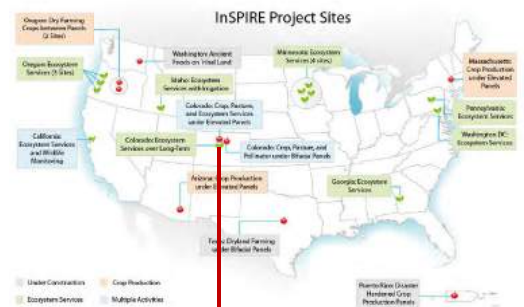 InSPIRE Project Sites
Oregon: Dry Farming
Crops between Panels
(2 Sites)
Washington: Ancient
Foods on Tribal Land
Minnesota: Ecosystem
Services (4 sites)
Massachusetts:
Crop Production
under Elevated
Panels
Oregon: Ecosystem
Services (3 Sites)
Idaho: Ecosystem
Services with Irrigation
Colorado: Crop, Pasture,
and Ecosystem Services
under Elevated Panels
Pennsylvania:
Ecosystem Services
California:
Ecosystem Services
and Wildlife
Monitoring
Colorado: Ecosystem
Services over Long-Term
Colorado: Crop, Pasture, and
Pollinator under Bifacial Panels
Washington DC:
Ecosystem Services
Arizona: Crop Production
under Elevated Panels
Georgia: Ecosystem
Services
Texas: Dryland Farming
under Bifacial Panels
Under Construction
Crop Production
Ecosystem Services
Multiple Activities
Puerto Rico: Disaster
Hardened Crop
Production Panels